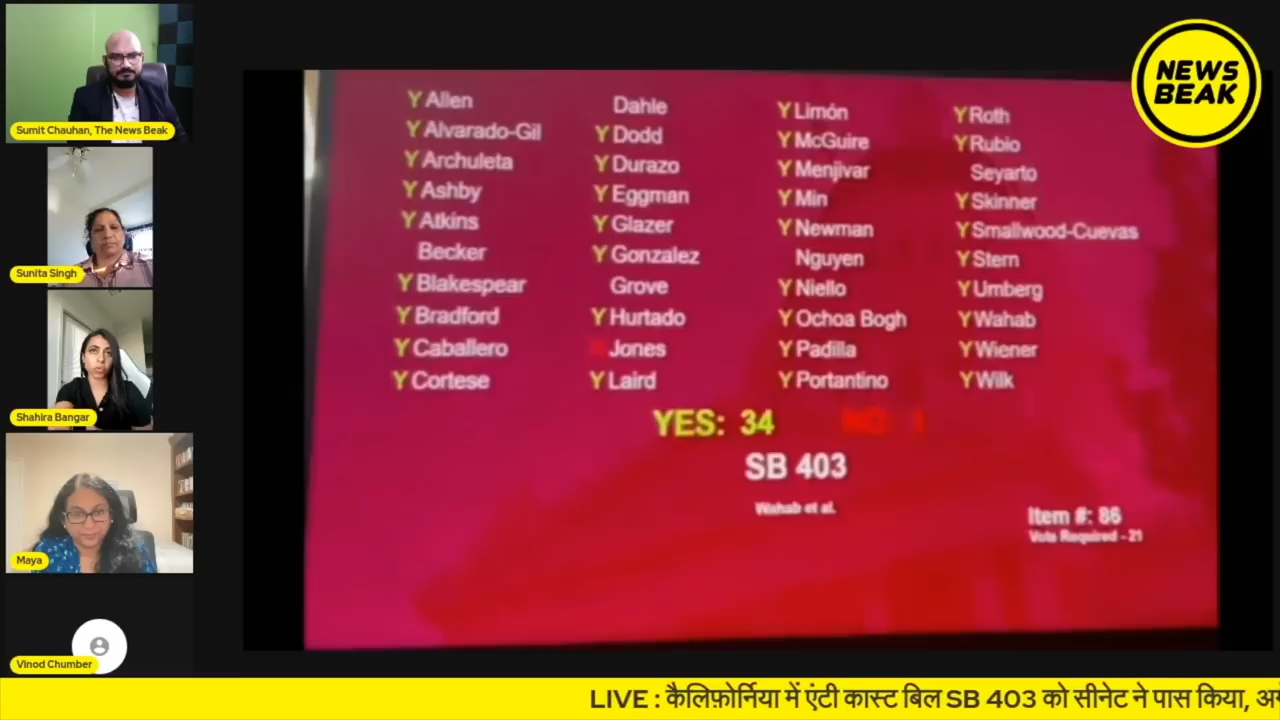 NEWS
BEAK
Sumit Chauhan, The News Beak
Sunita Singh
Shahira Bangar
Maya
Vinod Chumber
Y Allen
Y Alvarado-Gil
Y Archuleta
Y Ashby
Y Atkins
Becker
Y Blakespear
Y Bradford
Y Caballero
Y Cortese
Dahle
Y Dodd
Y Durazo
Y Eggman
Y Glazer
Y Gonzalez
Grove
Y Hurtado
Jones
Y Laird
Y Limón
Y McGuire
Y Menjivar
Y Min
Y Newman
Nguyen
Y Niello
Y Ochoa Bogh
Y Padilla
Y Portantino
Y Roth
Y Rubio
Seyarto
Y Skinner
Y Smallwood-Cuevas
Y Stern
Y Umberg
Y Wahab
Y Wiener
Y Wilk
YES: 34 NO: 1
SB 403
Wahab et al.
Item #: 86
Vote Required - 21
LIVE : कैलिफ़ोर्निया में एंटी कास्ट बिल SB 403 को सीनेट ने पास किया,